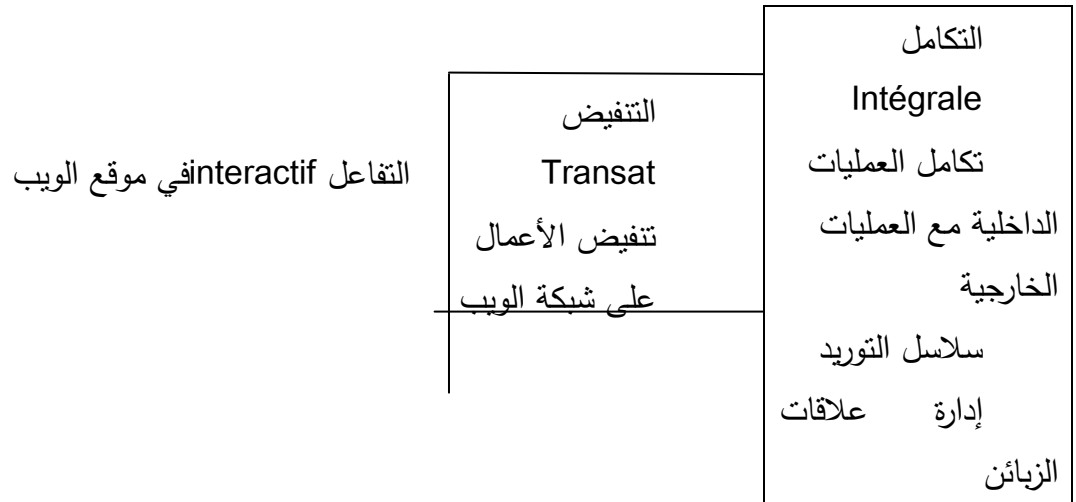 التكامل
Intégrale
تكامل العمليات
الداخلية مع العمليات
الخارجية
سلاسل التوريد
إدارة علاقات
الزبائن
التنفيض
Transat
تنفيض الأعمال
على شبكة الويب
التفاعل interactifفي موقع الويب